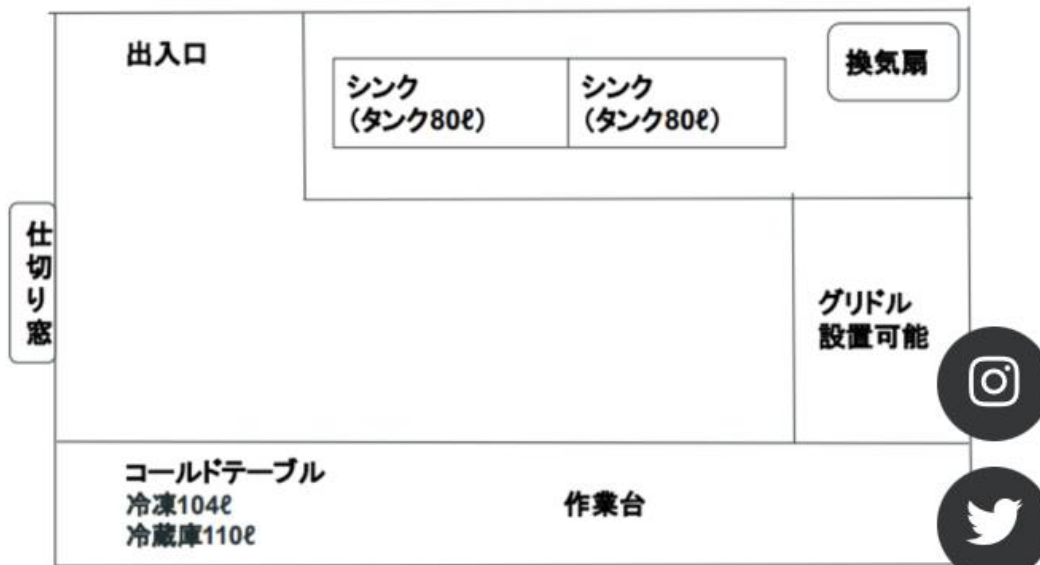 出入口
シンク
(タンク80ℓ)
シンク
(タンク80ℓ)
換気扇
仕切り窓
グリドル
設置可能
コールドテーブル
冷凍104ℓ
冷蔵庫110ℓ
作業台